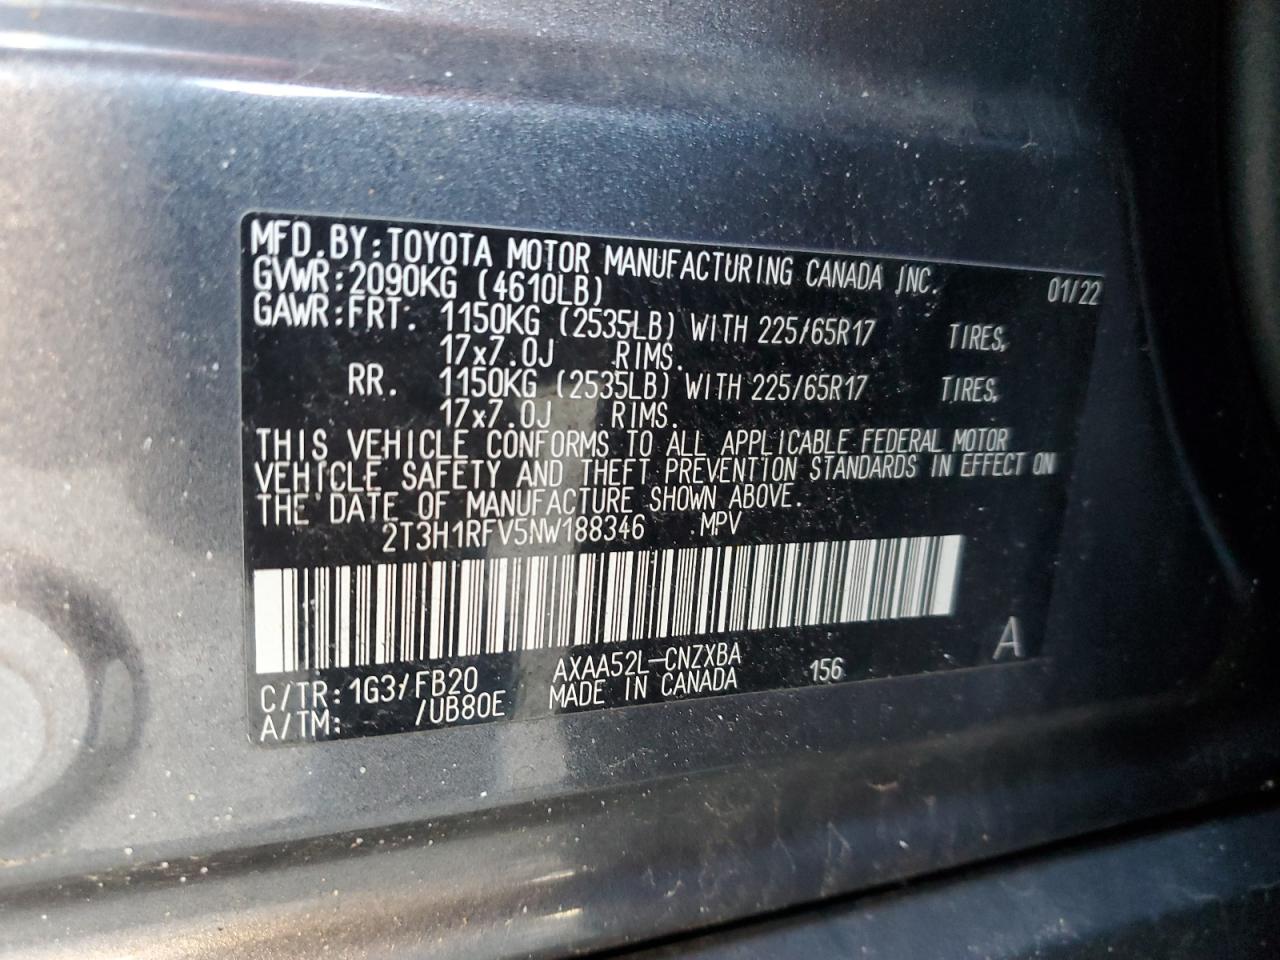 MFD. BY: TOYOTA MOTOR MANUFACTURING CANADA INC. 01/22
GVWR: 2090KG (4610LB)
GAWR: FRT. 1150KG (2535LB) WITH 225/65R17 TIRES,
17x7.0J RIMS.
RR. 1150KG (2535LB) WITH 225/65R17 TIRES,
17x7.0J RIMS.
THIS VEHICLE CONFORMS TO ALL APPLICABLE FEDERAL MOTOR
VEHICLE SAFETY AND THEFT PREVENTION STANDARDS IN EFFECT ON
THE DATE OF MANUFACTURE SHOWN ABOVE.
2T3H1RFV5NW188346 MPV
A
C/TR: 1G3/FB20 AXAA52L-CNZXBA 156
A/TM: /UB80E MADE IN CANADA